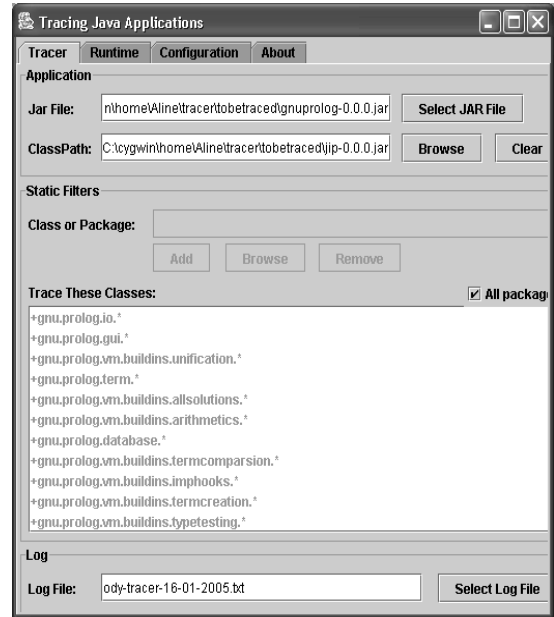 Tracing Java Applications
Tracer Runtime Configuration About
Application
Jar File: n\home\Aline\tracer\tobetraced\gnuprolog-0.0.0.jar Select JAR File
ClassPath: C:\cygwin\home\Aline\tracer\tobetraced\jip-0.0.0.jar Browse Clear
Static Filters
Class or Package:
Add Browse Remove
Trace These Classes: All packag
+gnu.prolog.io.*
+gnu.prolog.gui.*
+gnu.prolog.vm.buildins.unification.*
+gnu.prolog.term.*
+gnu.prolog.vm.buildins.allsolutions.*
+gnu.prolog.vm.buildins.arithmetics.*
+gnu.prolog.database.*
+gnu.prolog.vm.buildins.termcomparsion.*
+gnu.prolog.vm.buildins.imphooks.*
+gnu.prolog.vm.buildins.termcreation.*
+gnu.prolog.vm.buildins.typetesting.*
Log
Log File: ody-tracer-16-01-2005.txt Select Log File